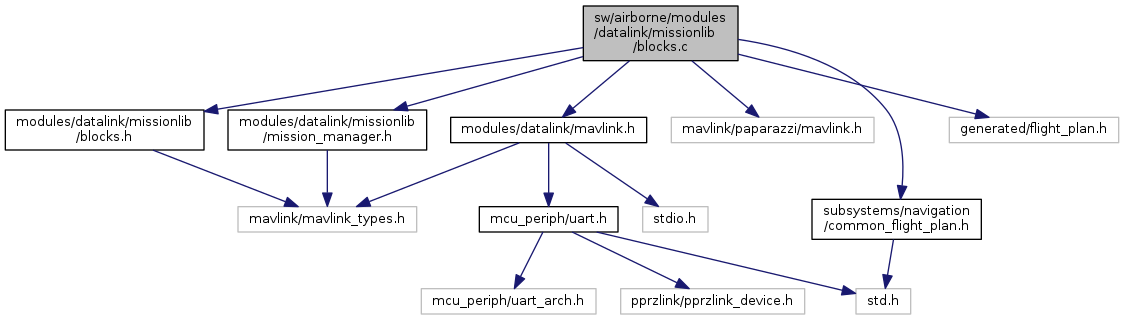 sw/airborne/modules
/datalink/missionlib
/blocks.c
modules/datalink/missionlib
/blocks.h
modules/datalink/missionlib
/mission_manager.h
modules/datalink/mavlink.h
mavlink/paparazzi/mavlink.h
generated/flight_plan.h
mavlink/mavlink_types.h
mcu_periph/uart.h
stdio.h
subsystems/navigation
/common_flight_plan.h
mcu_periph/uart_arch.h
pprzlink/pprzlink_device.h
std.h